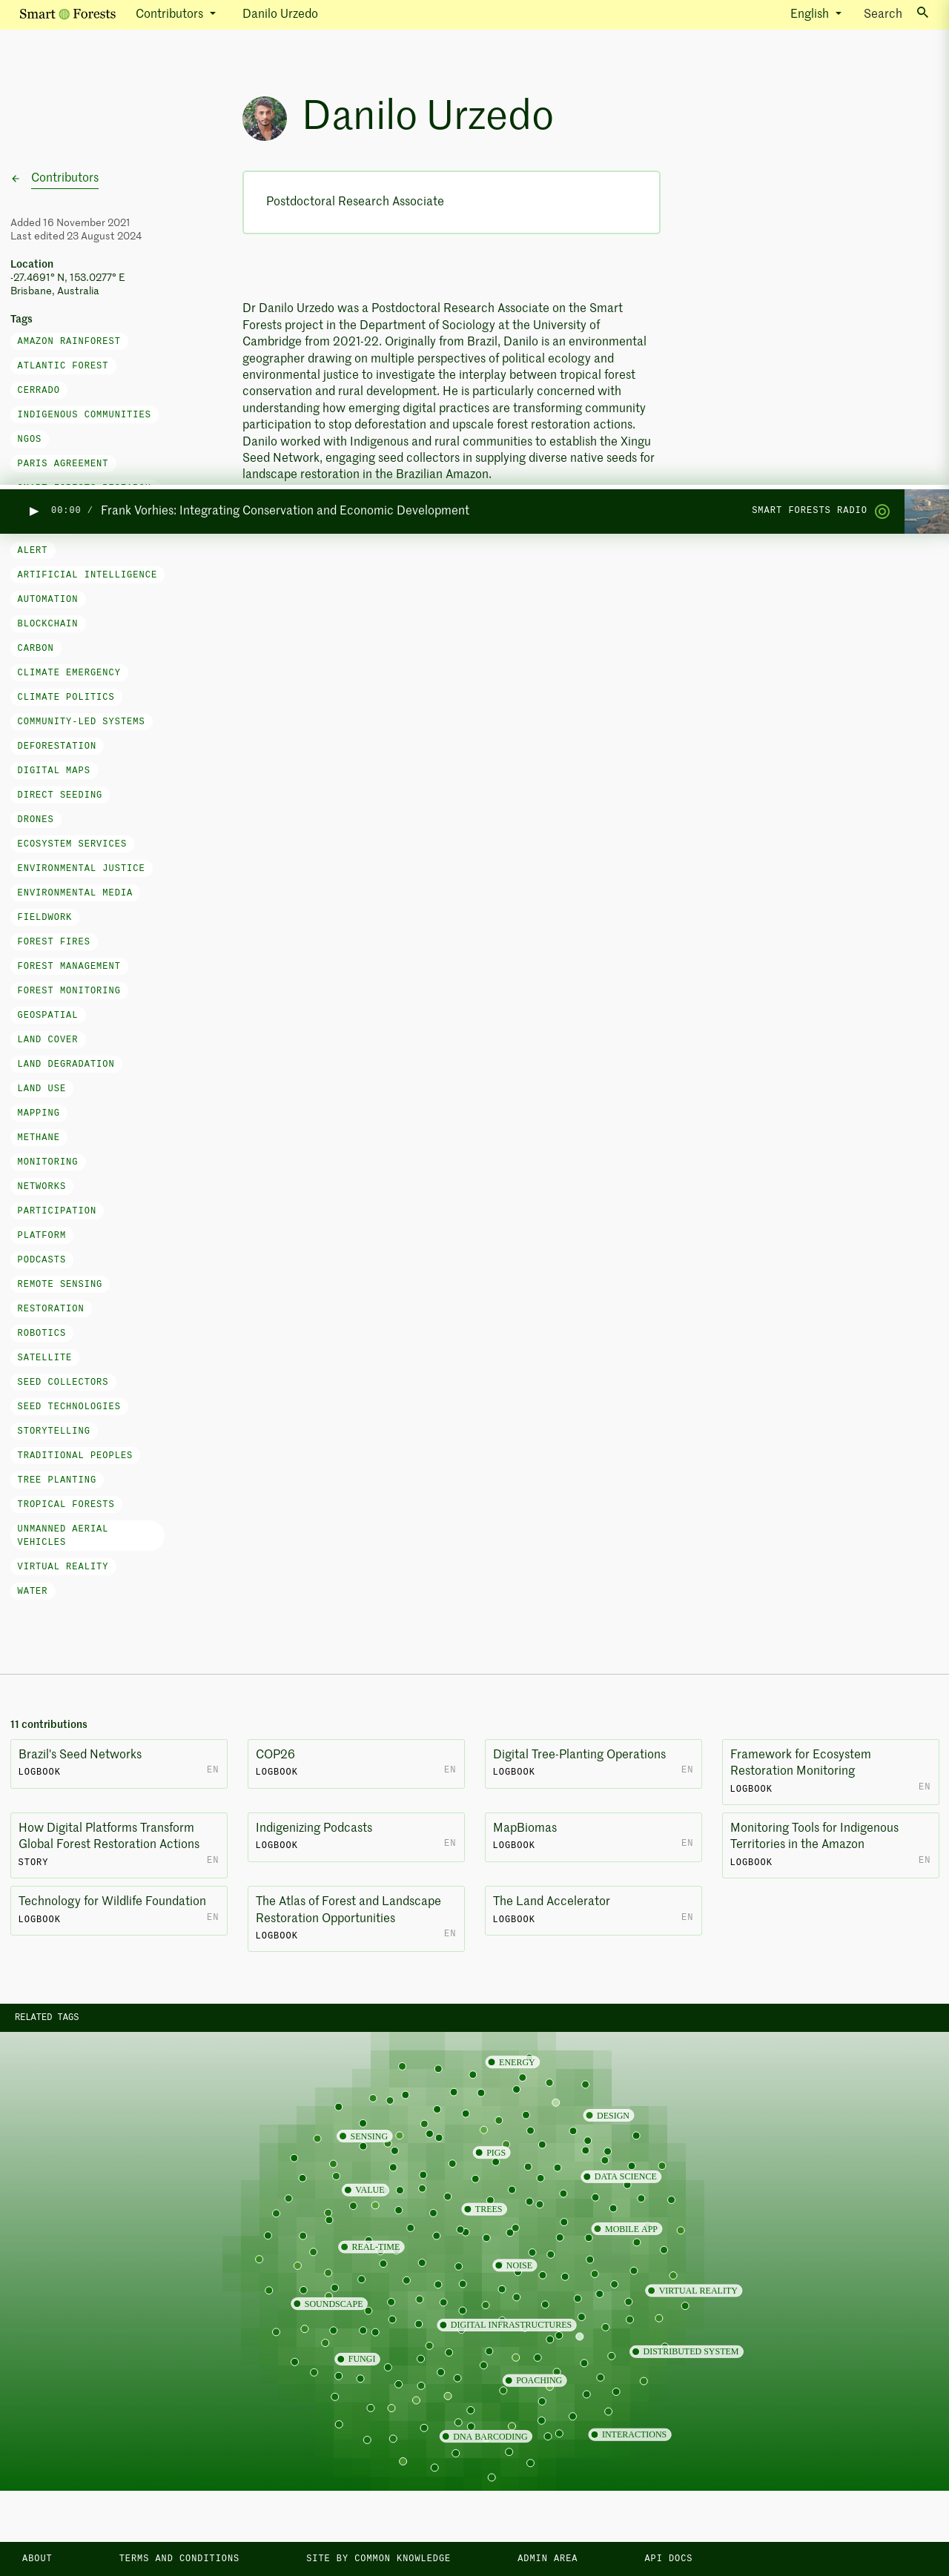 Smart Forests
Contributors
Danilo Urzedo
English
Search
Danilo Urzedo
Contributors
Postdoctoral Research Associate
Added 16 November 2021
Last edited 23 August 2024
Location
-27.4691° N, 153.0277° E
Brisbane, Australia
Tags
AMAZON RAINFOREST
ATLANTIC FOREST
CERRADO
INDIGENOUS COMMUNITIES
NGOS
PARIS AGREEMENT
Dr Danilo Urzedo was a Postdoctoral Research Associate on the Smart
Forests project in the Department of Sociology at the University of
Cambridge from 2021-22. Originally from Brazil, Danilo is an environmental
geographer drawing on multiple perspectives of political ecology and
environmental justice to investigate the interplay between tropical forest
conservation and rural development. He is particularly concerned with
understanding how emerging digital practices are transforming community
participation to stop deforestation and upscale forest restoration actions.
Danilo worked with Indigenous and rural communities to establish the Xingu
Seed Network, engaging seed collectors in supplying diverse native seeds for
landscape restoration in the Brazilian Amazon.
00:00 / Frank Vorhies: Integrating Conservation and Economic Development
SMART FORESTS RADIO
ALERT
ARTIFICIAL INTELLIGENCE
AUTOMATION
BLOCKCHAIN
CARBON
CLIMATE EMERGENCY
CLIMATE POLITICS
COMMUNITY-LED SYSTEMS
DEFORESTATION
DIGITAL MAPS
DIRECT SEEDING
DRONES
ECOSYSTEM SERVICES
ENVIRONMENTAL JUSTICE
ENVIRONMENTAL MEDIA
FIELDWORK
FOREST FIRES
FOREST MANAGEMENT
FOREST MONITORING
GEOSPATIAL
LAND COVER
LAND DEGRADATION
LAND USE
MAPPING
METHANE
MONITORING
NETWORKS
PARTICIPATION
PLATFORM
PODCASTS
REMOTE SENSING
RESTORATION
ROBOTICS
SATELLITE
SEED COLLECTORS
SEED TECHNOLOGIES
STORYTELLING
TRADITIONAL PEOPLES
TREE PLANTING
TROPICAL FORESTS
UNMANNED AERIAL
VEHICLES
VIRTUAL REALITY
WATER
11 contributions
Brazil's Seed Networks
LOGBOOK
EN
COP26
LOGBOOK
EN
Digital Tree-Planting Operations
LOGBOOK
EN
Framework for Ecosystem
Restoration Monitoring
LOGBOOK
EN
How Digital Platforms Transform
Global Forest Restoration Actions
STORY
EN
Indigenizing Podcasts
LOGBOOK
EN
MapBiomas
LOGBOOK
EN
Monitoring Tools for Indigenous
Territories in the Amazon
LOGBOOK
EN
Technology for Wildlife Foundation
LOGBOOK
EN
The Atlas of Forest and Landscape
Restoration Opportunities
LOGBOOK
EN
The Land Accelerator
LOGBOOK
EN
RELATED TAGS
ENERGY
DESIGN
SENSING
PIGS
DATA SCIENCE
VALUE
TREES
MOBILE APP
REAL-TIME
NOISE
VIRTUAL REALITY
SOUNDSCAPE
DIGITAL INFRASTRUCTURES
DISTRIBUTED SYSTEM
FUNGI
POACHING
DNA BARCODING
INTERACTIONS
ABOUT
TERMS AND CONDITIONS
SITE BY COMMON KNOWLEDGE
ADMIN AREA
API DOCS